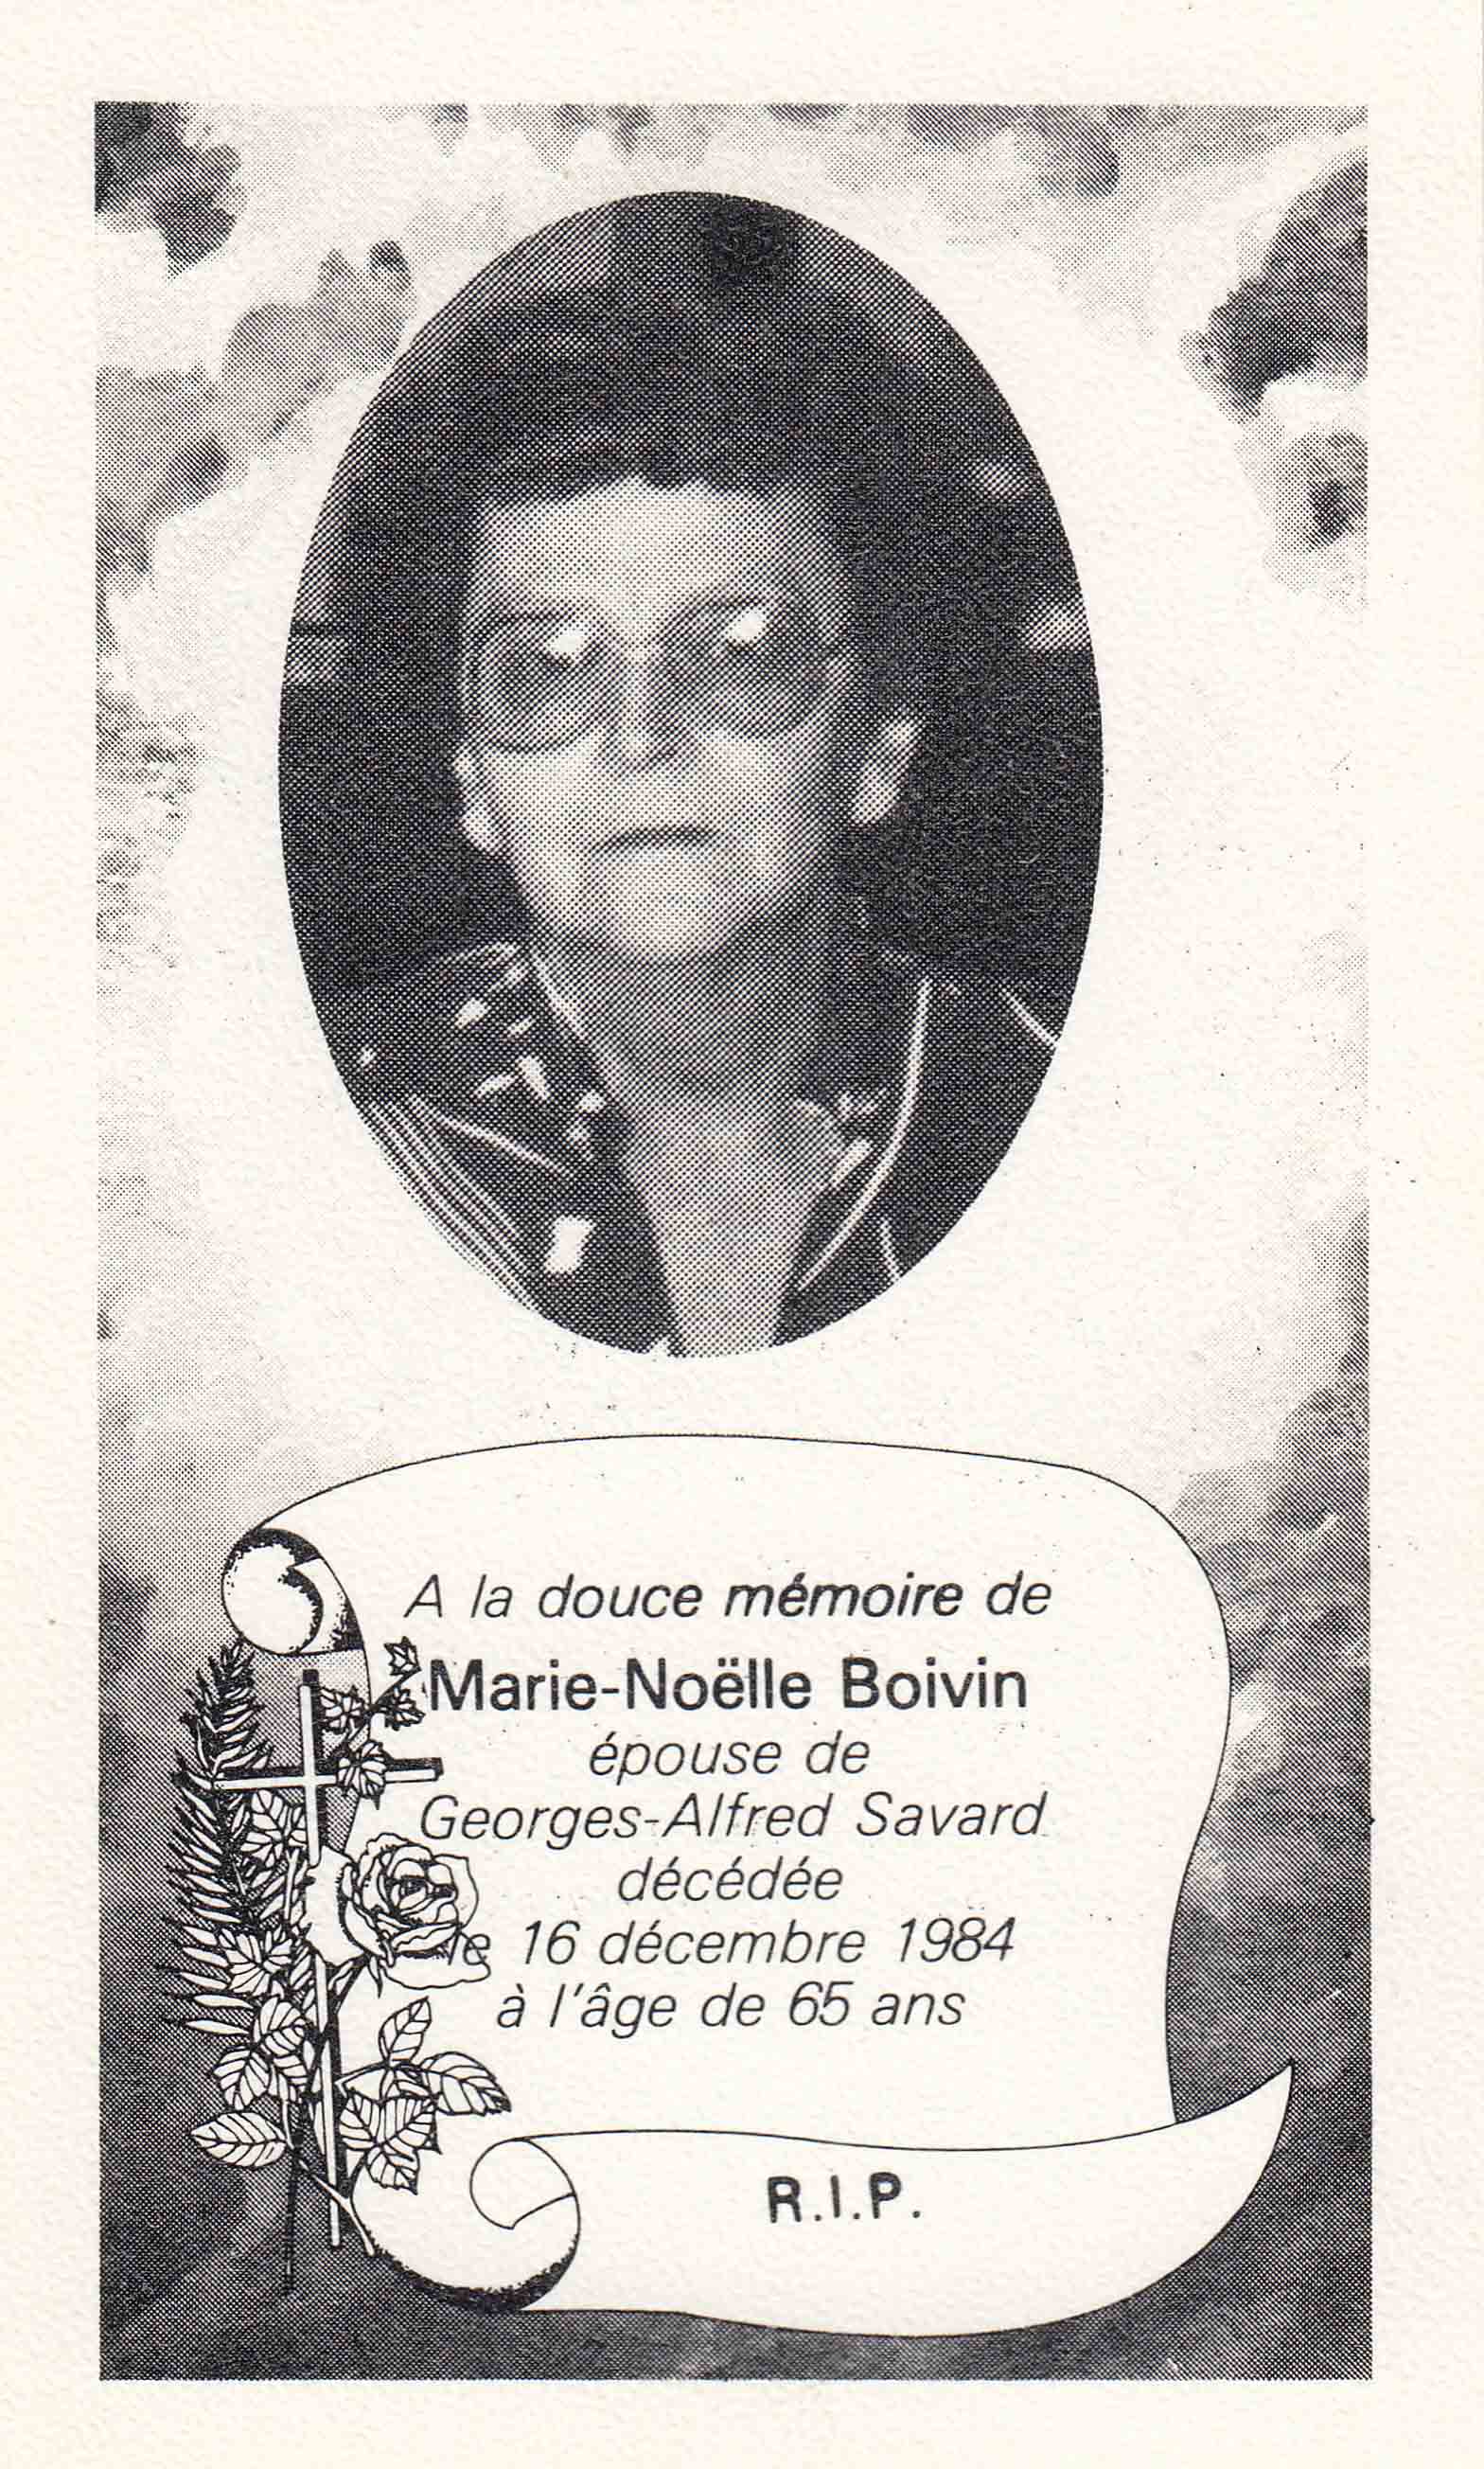 A la douce mémoire de
Marie-Noëlle Boivin
épouse de
Georges-Alfred Savard
décédée
le 16 décembre 1984
à l'âge de 65 ans
R.I.P.